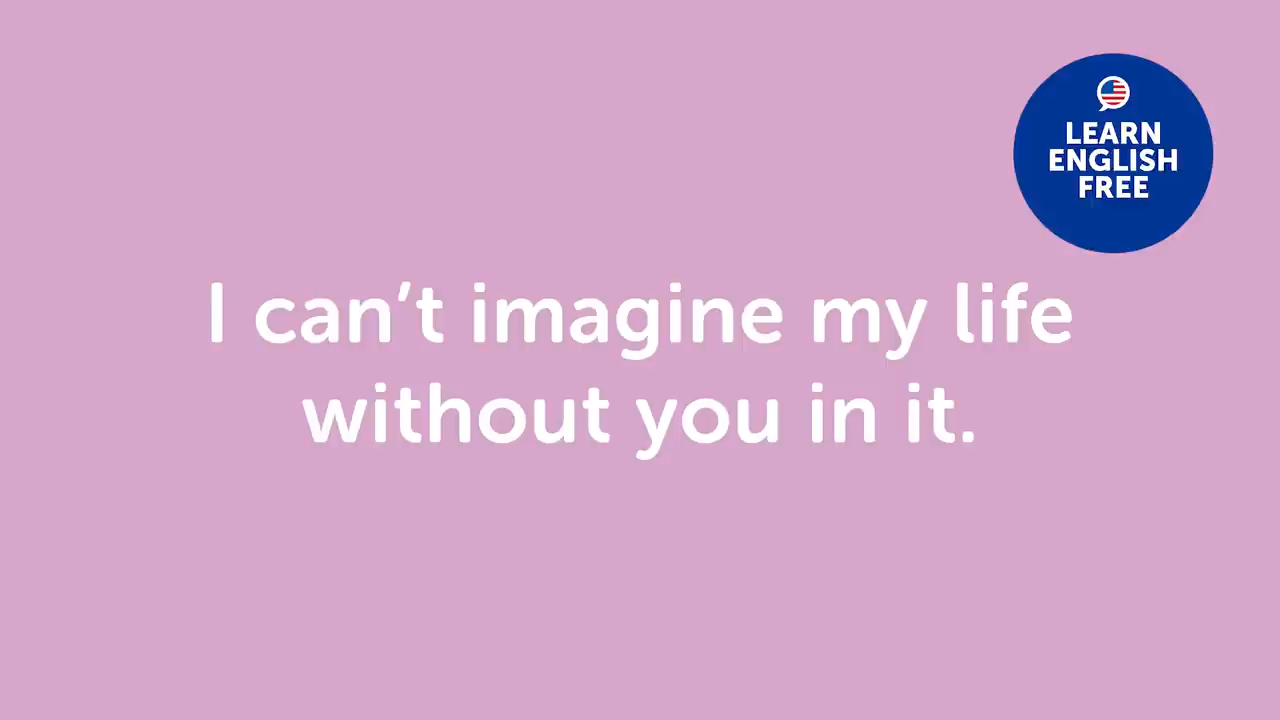 LEARN
ENGLISH
FREE
I can’t imagine my life
without you in it.